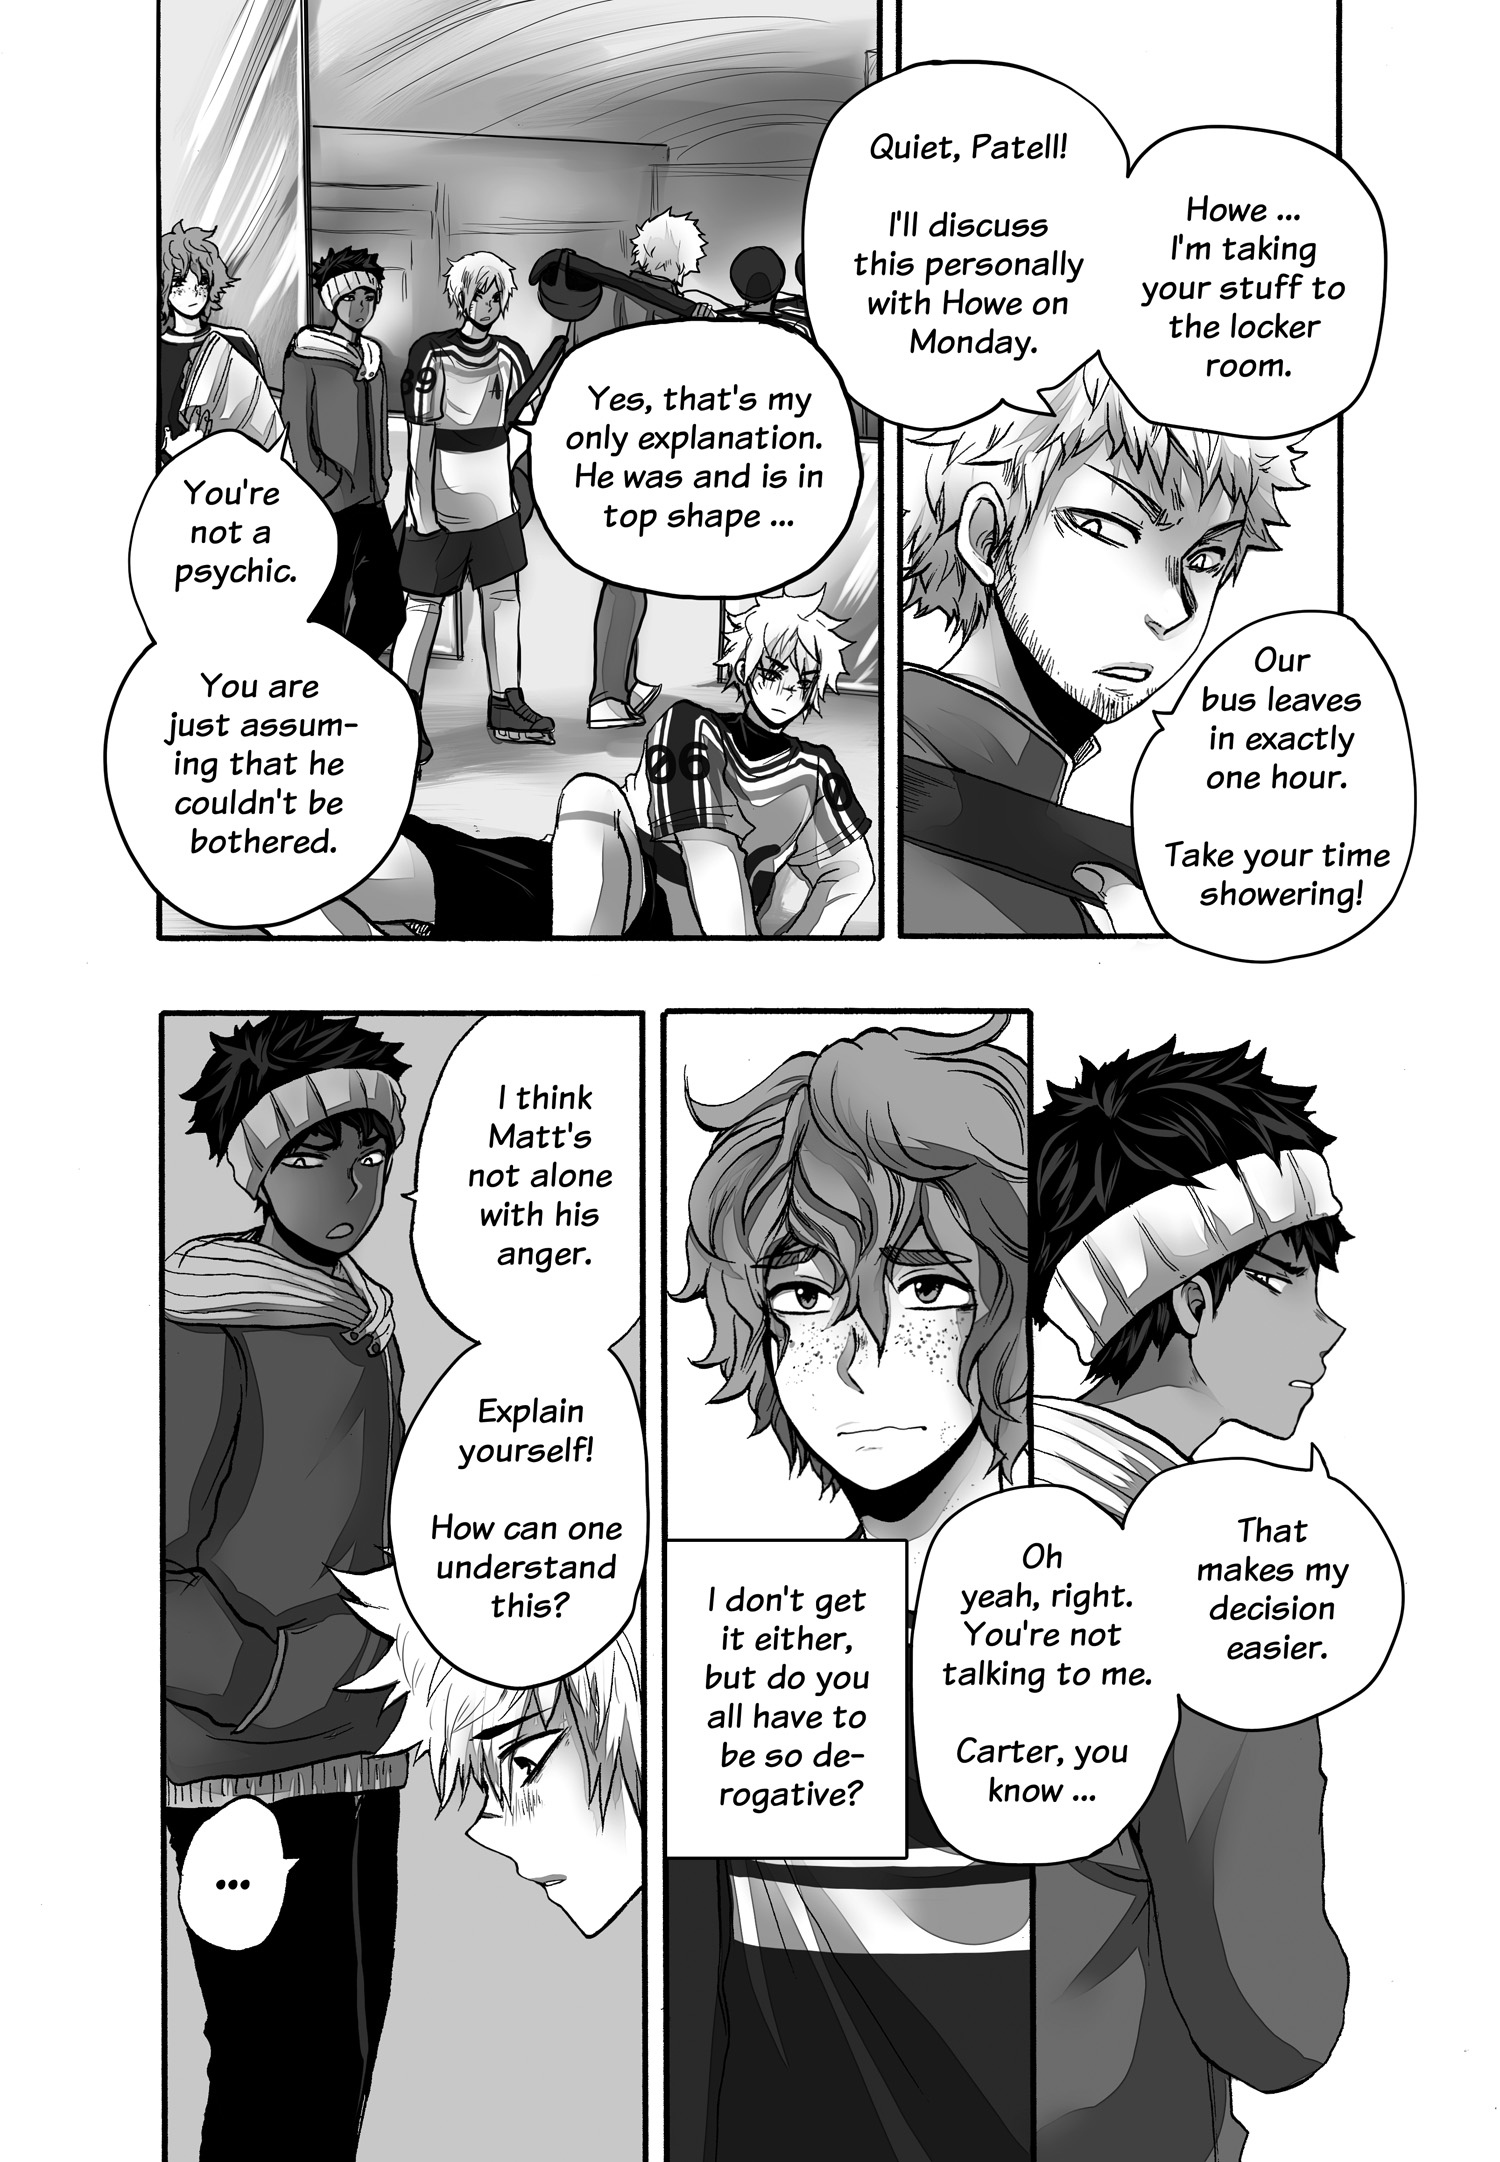 You're
not a
psychic.
You are
just assum-
ing that he
couldn't be
bothered.
Yes, that's my
only explanation.
He was and is in
top shape ...
89
06
0
Quiet, Patell!
I'll discuss
this personally
with Howe on
Monday.
Howe ...
I'm taking
your stuff to
the locker
room.
Our
bus leaves
in exactly
one hour.
Take your time
showering!
I think
Matt's
not alone
with his
anger.
Explain
yourself!
How can one
understand
this?
...
I don't get
it either,
but do you
all have to
be so de-
rogative?
That
makes my
decision
easier.
Oh
yeah, right.
You're not
talking to me.
Carter, you
know ...